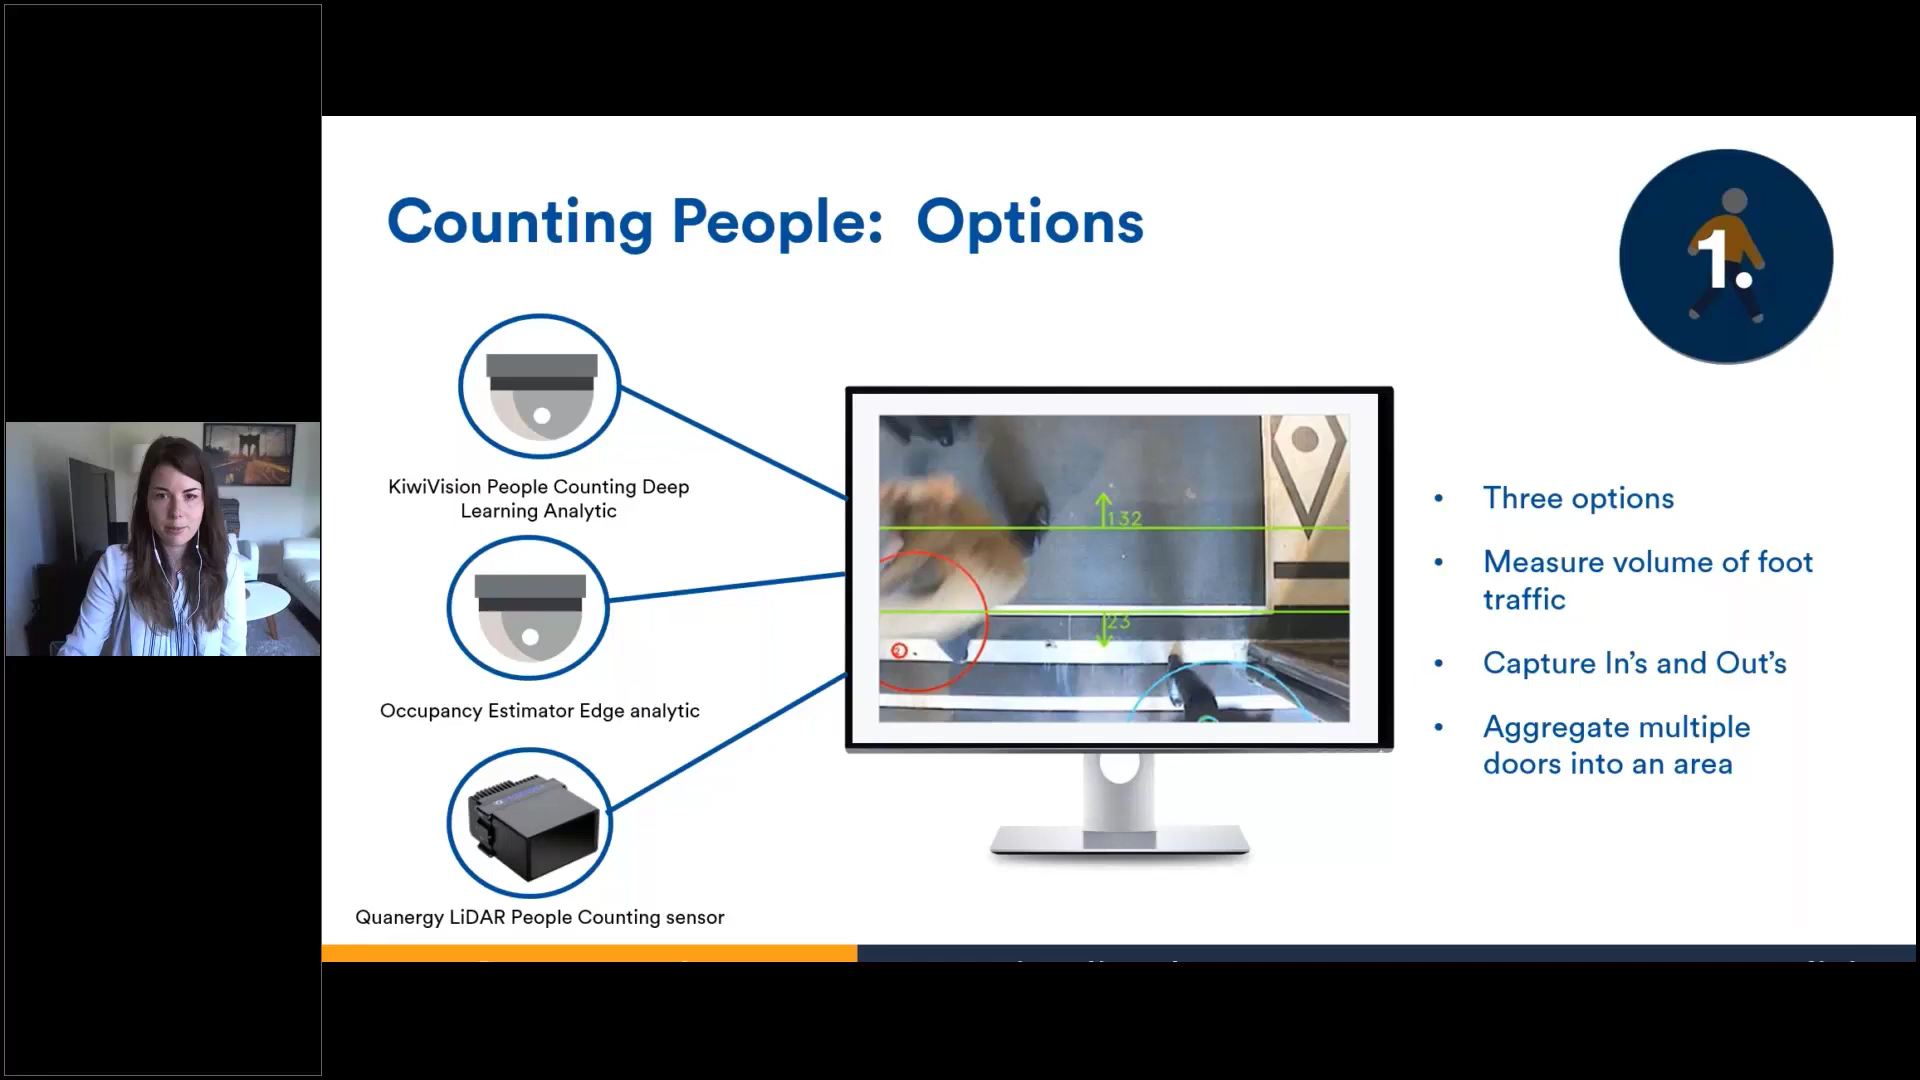 Counting People:  Options
1.
KiwiVision People Counting Deep
Learning Analytic
Occupancy Estimator Edge analytic
Quanergy LiDAR People Counting sensor
132
23
• Three options
• Measure volume of foot
traffic
• Capture In’s and Out’s
• Aggregate multiple
doors into an area